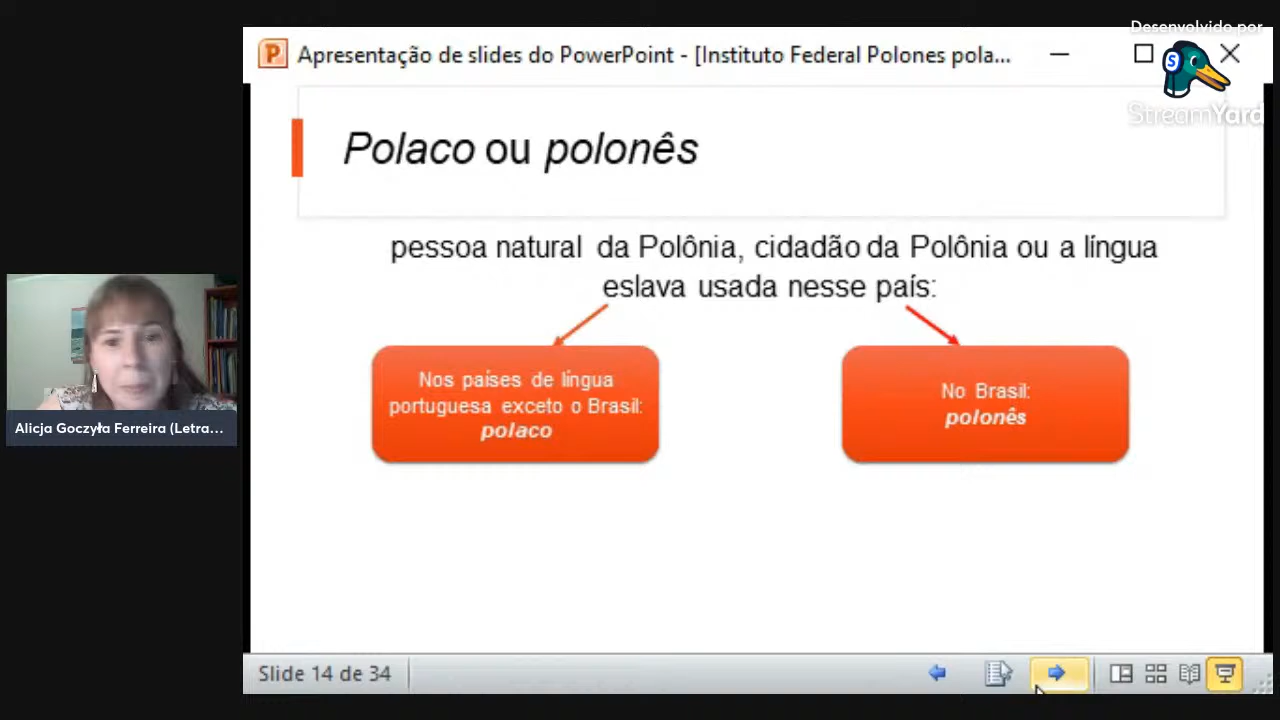 Desenvolvido por
StreamYard
Apresentação de slides do PowerPoint - [Instituto Federal Polones pola...
Polaco ou polonês
pessoa natural da Polônia, cidadão da Polônia ou a língua
eslava usada nesse país:
Nos países de língua
portuguesa exceto o Brasil:
polaco
No Brasil:
polonês
Alicja Goczyła Ferreira (Letra...
Slide 14 de 34